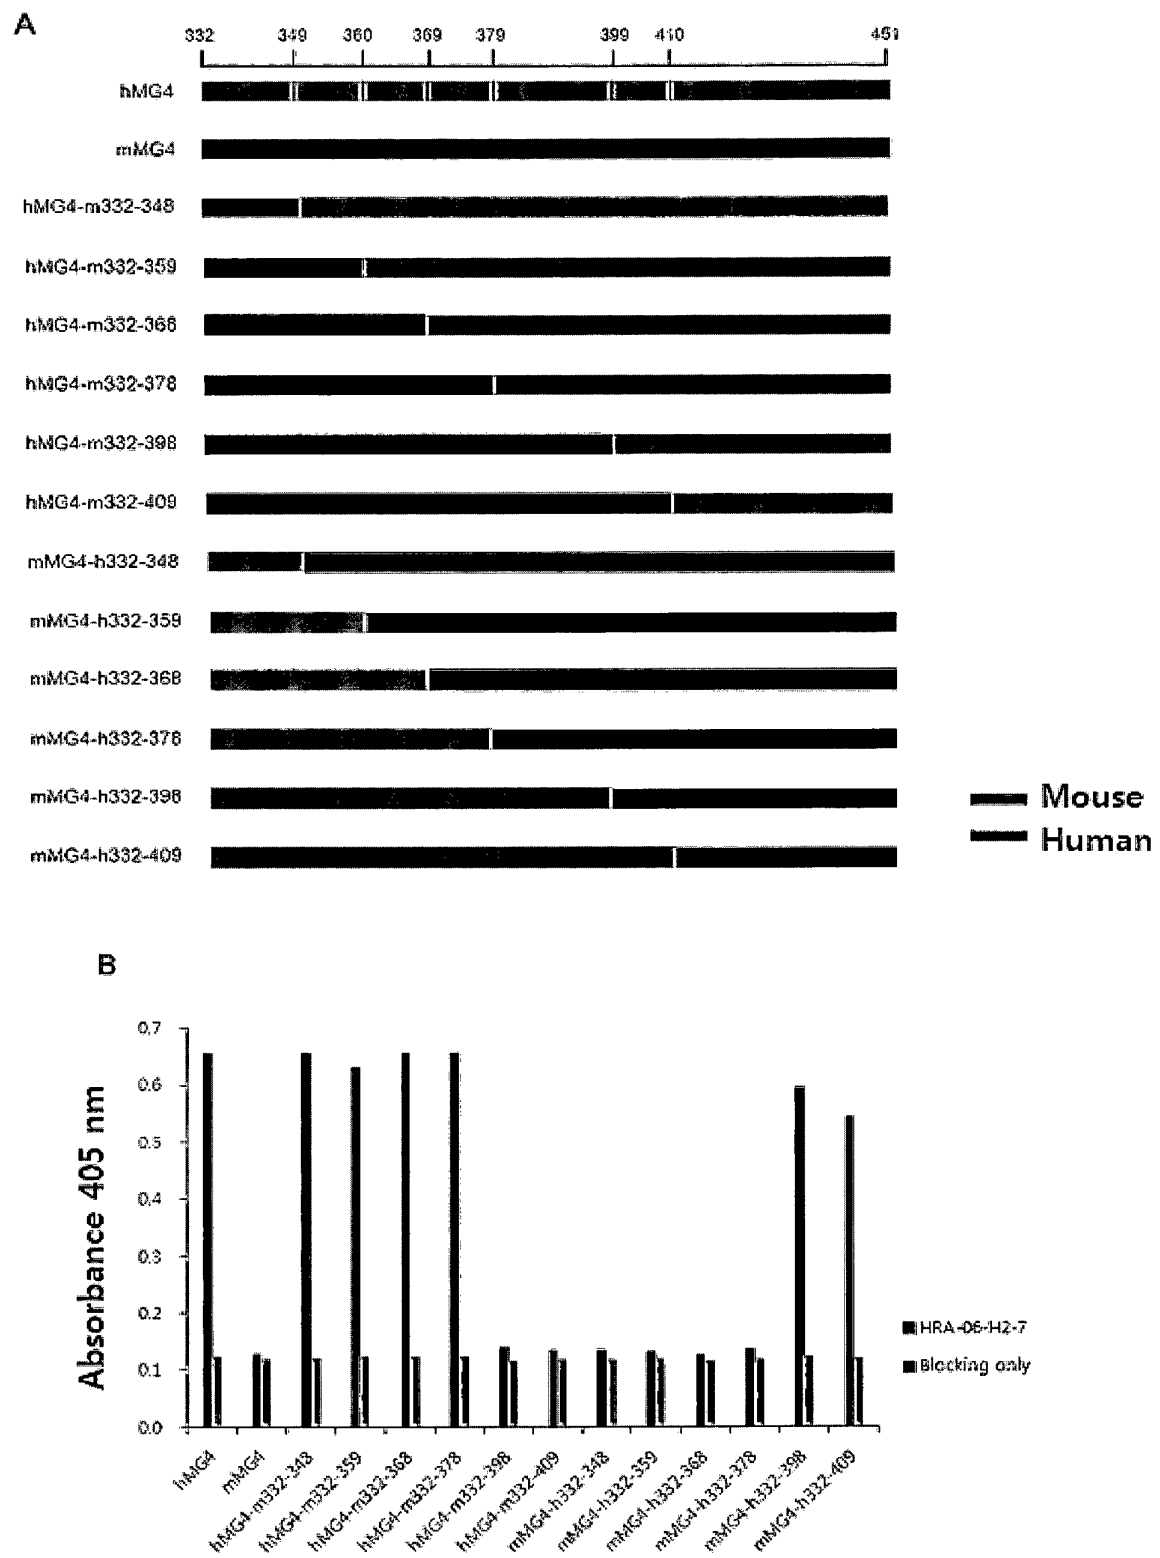 A
332 349 360 369 379 399 410 451
hMG4
mMG4
hMG4-m332-348
hMG4-m332-359
hMG4-m332-368
hMG4-m332-378
hMG4-m332-398
hMG4-m332-409
mMG4-h332-348
mMG4-h332-359
mMG4-h332-368
mMG4-h332-378
mMG4-h332-398
mMG4-h332-409
Mouse
Human
B
Absorbance 405 nm
0.7
0.6
0.5
0.4
0.3
0.2
0.1
0.0
HRA-06-H2-7
Blocking only
hMG4
mMG4
hMG4-m332-348
hMG4-m332-359
hMG4-m332-368
hMG4-m332-378
hMG4-m332-398
hMG4-m332-409
mMG4-h332-348
mMG4-h332-359
mMG4-h332-368
mMG4-h332-378
mMG4-h332-398
mMG4-h332-409